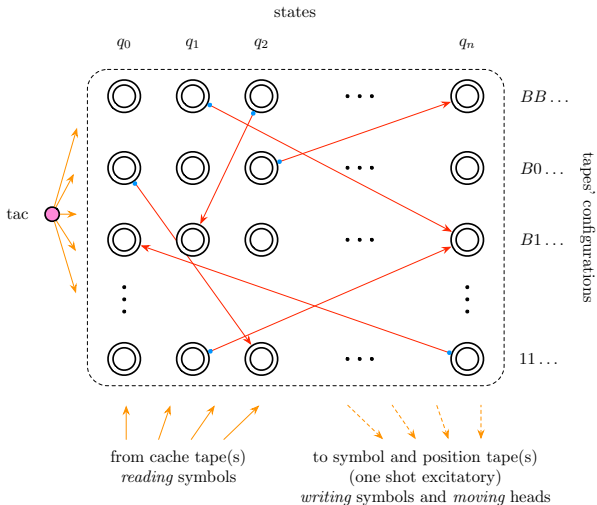 states
q0 q1 q2 qn
BB...
B0...
tac
B1...
tapes' configurations
11...
from cache tape(s)
reading symbols
to symbol and position tape(s)
(one shot excitatory)
writing symbols and moving heads